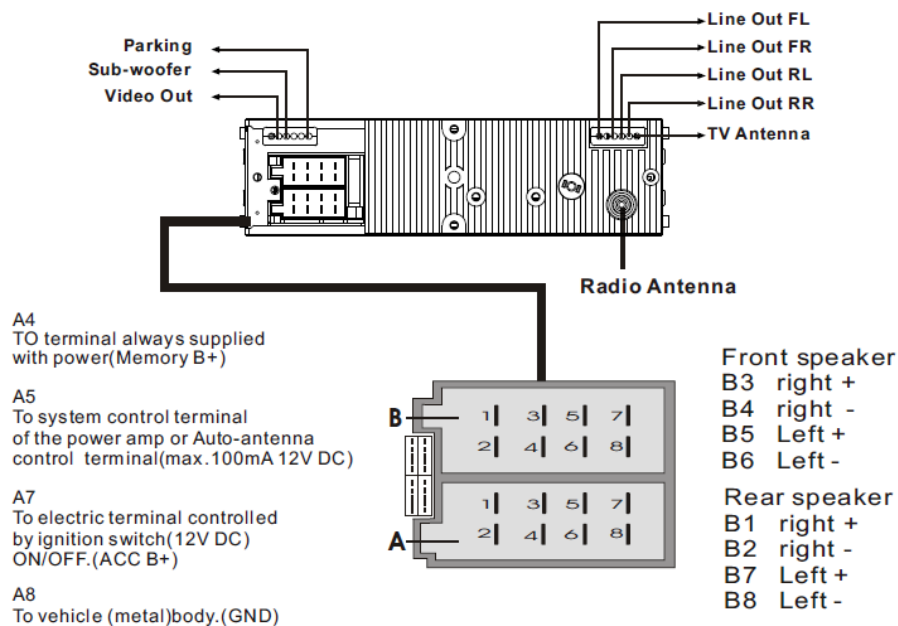 Parking
Sub-woofer
Video Out
Line Out FL
Line Out FR
Line Out RL
Line Out RR
TV Antenna
Radio Antenna
A4
TO terminal always supplied
with power(Memory B+)
A5
To system control terminal
of the power amp or Auto-antenna
control terminal(max.100mA 12V DC)
A7
To electric terminal controlled
by ignition switch(12V DC)
ON/OFF.(ACC B+)
A8
To vehicle (metal)body.(GND)
B
1 3 5 7
2 4 6 8
A
1 3 5 7
2 4 6 8
Front speaker
B3 right +
B4 right -
B5 Left +
B6 Left -
Rear speaker
B1 right +
B2 right -
B7 Left +
B8 Left -